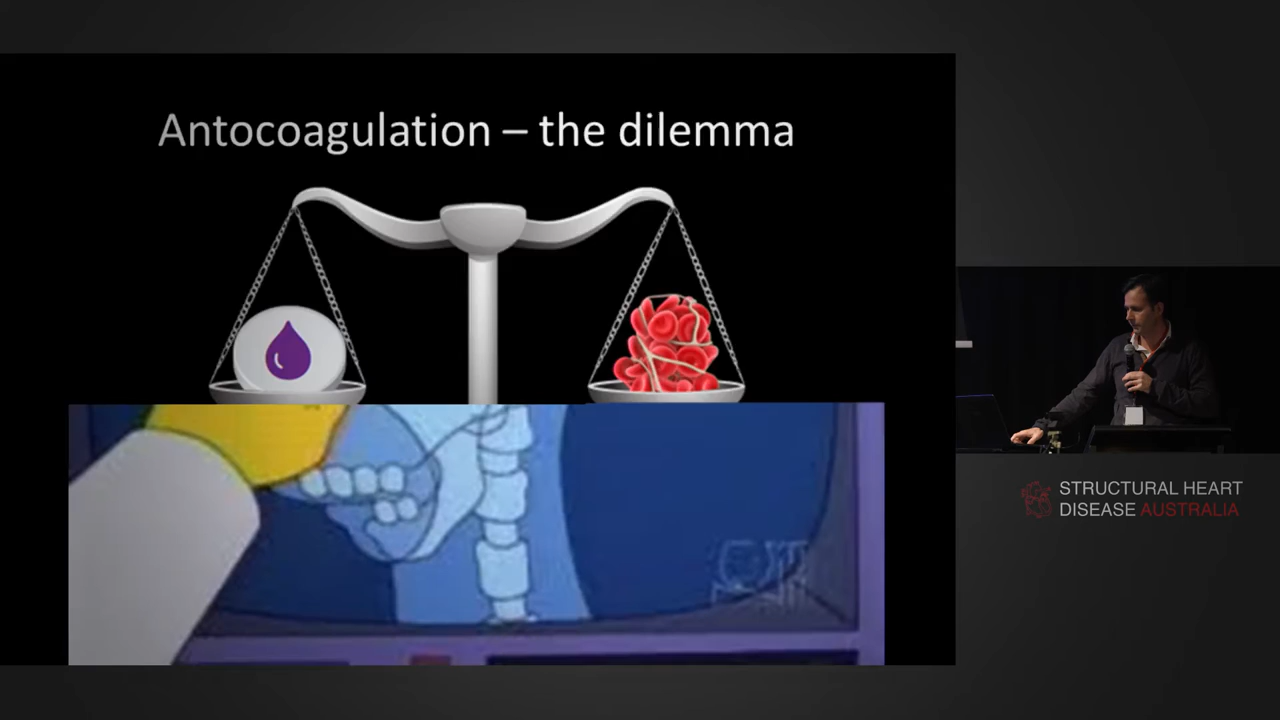 Antocoagulation – the dilemma
STRUCTURAL HEART
DISEASE AUSTRALIA